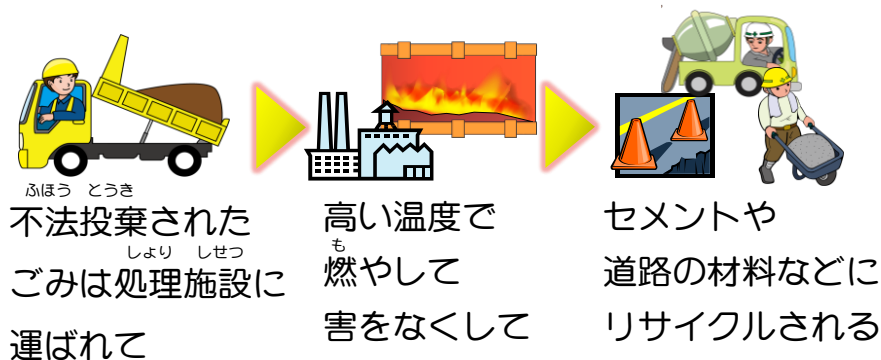 ふほう とうき
不法投棄された
しょり しせつ
ごみは処理施設に
運ばれて
高い温度で
も
燃やして
害をなくして
セメントや
道路の材料などに
リサイクルされる